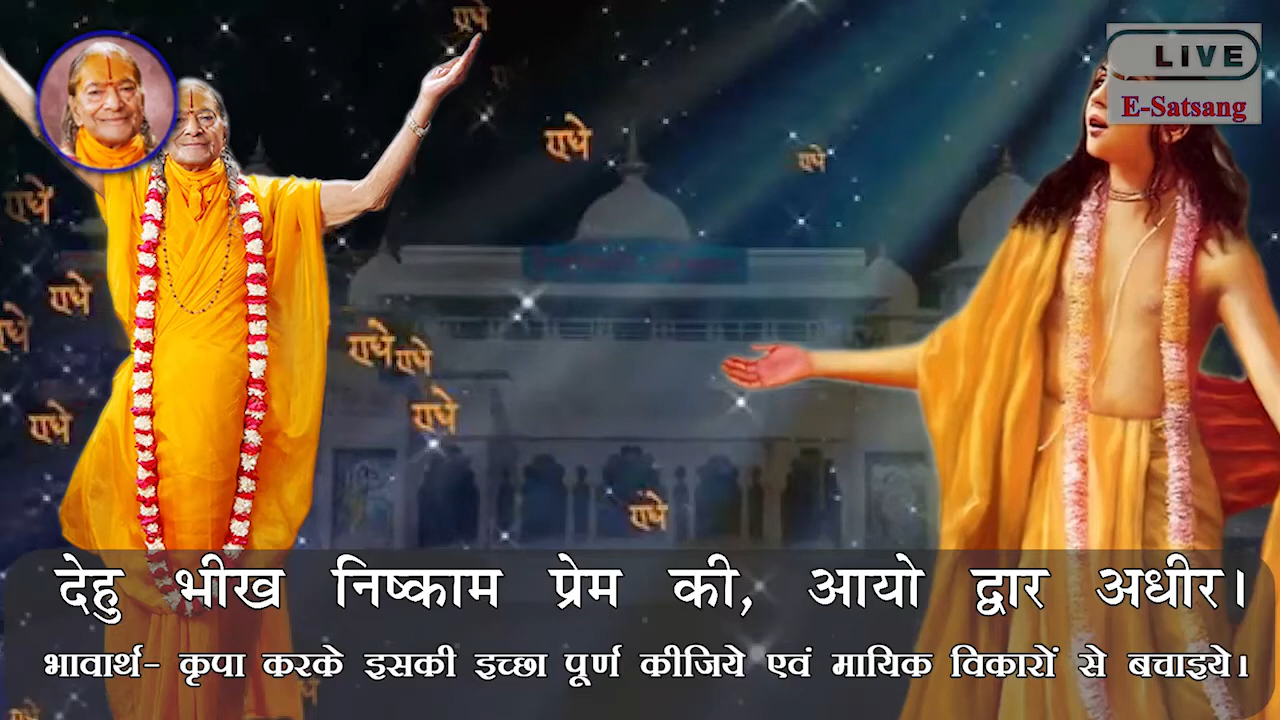 राधे
LIVE
E-Satsang
राधे
राधे
राधे
राधे
राधे
राधे
राधे
राधे
राधे
देहु भीख निष्काम प्रेम की, आयो द्वार अधीर।
भावार्थ- कृपा करके इसकी इच्छा पूर्ण कीजिये एवं मायिक विकारों से बचाइये।